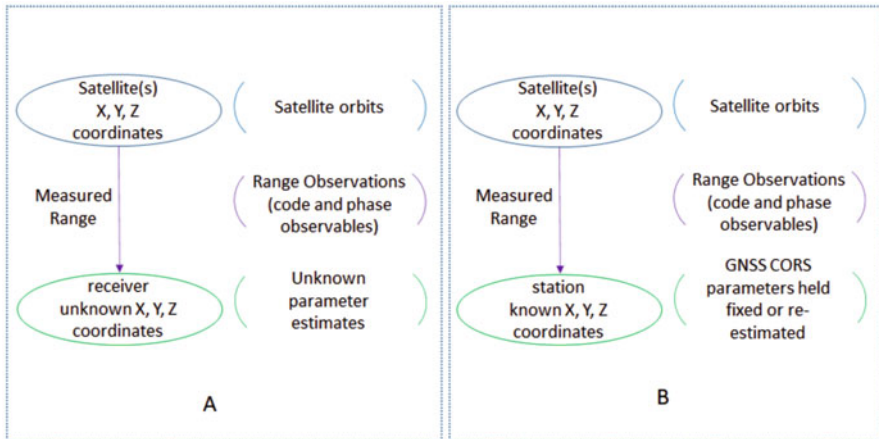 Satellite(s)
X, Y, Z
coordinates
Satellite orbits
Measured
Range
Range Observations
(code and phase
observables)
receiver
unknown X, Y, Z
coordinates
Unknown
parameter
estimates
A
Satellite(s)
X, Y, Z
coordinates
Satellite orbits
Measured
Range
Range Observations
(code and phase
observables)
station
known X, Y, Z
coordinates
GNSS CORS
parameters held
fixed or re-
estimated
B